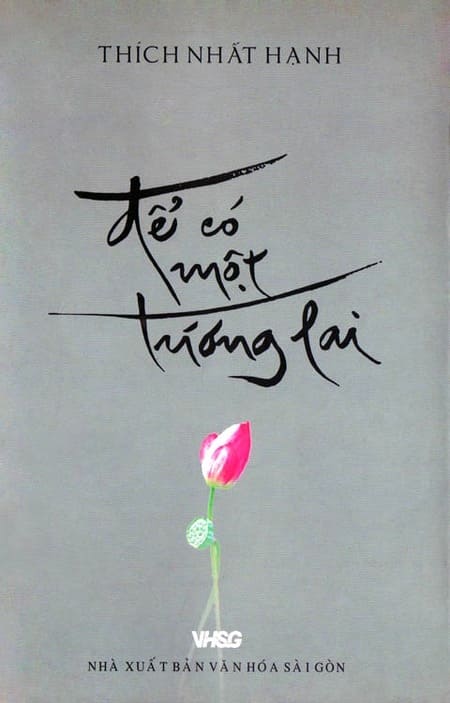 THÍCH NHẤT HẠNH
để có
một
tương lai
VHSG
NHÀ XUẤT BẢN VĂN HÓA SÀI GÒN